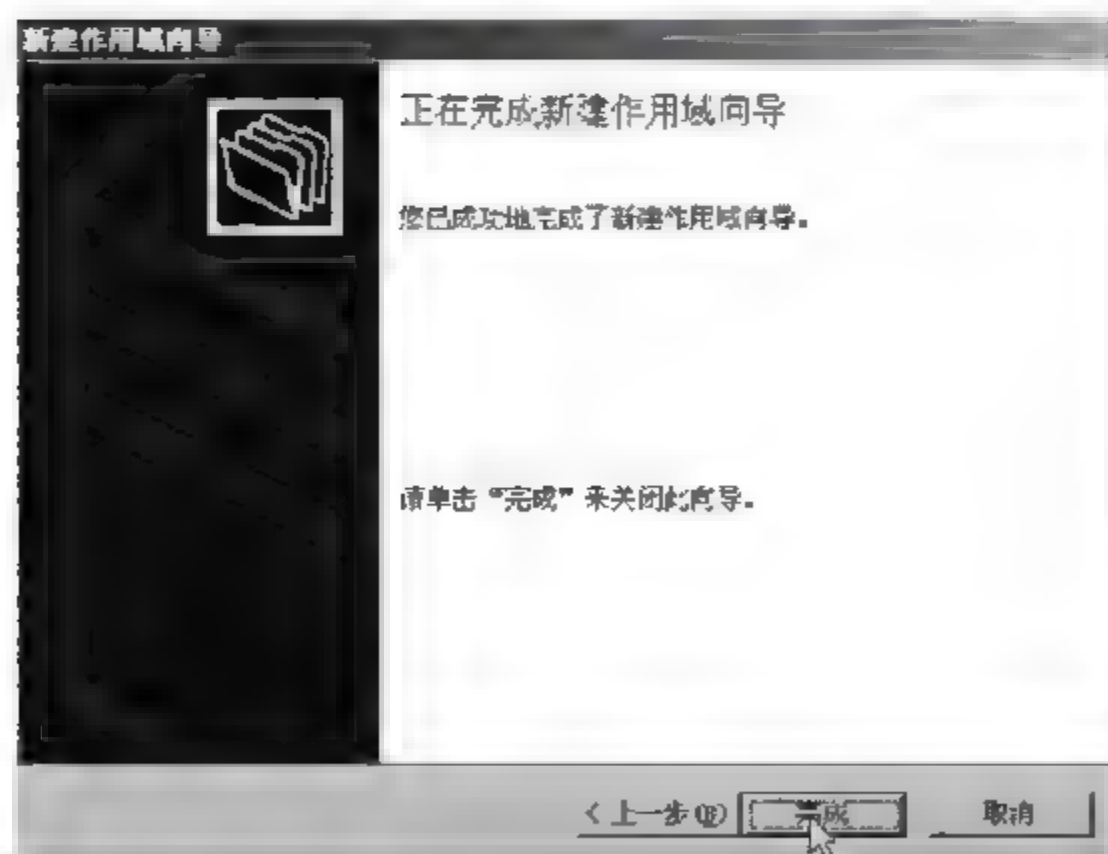 新建作用域向导
正在完成新建作用域向导
您已成功地完成了新建作用域向导。
请单击“完成”来关闭此向导。
<上一步(B) 完成 取消